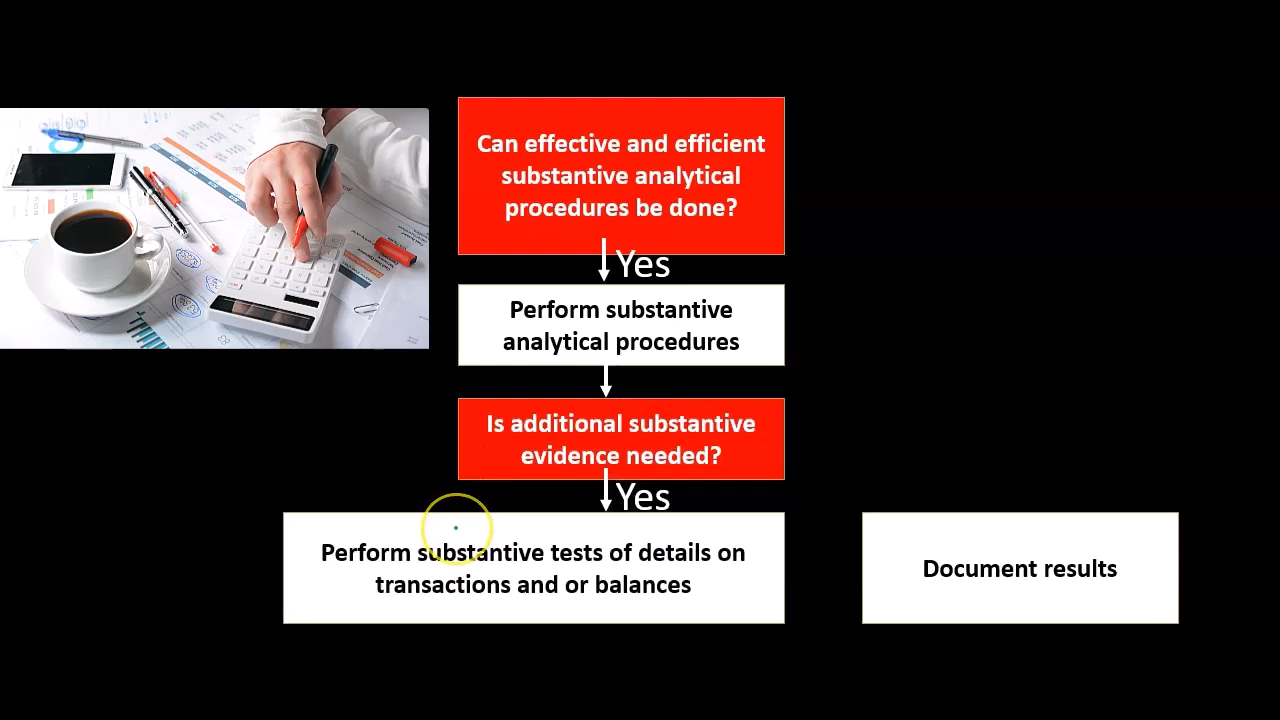 Can effective and efficient
substantive analytical
procedures be done?
Yes
Perform substantive
analytical procedures
Is additional substantive
evidence needed?
Yes
Perform substantive tests of details on
transactions and or balances
Document results